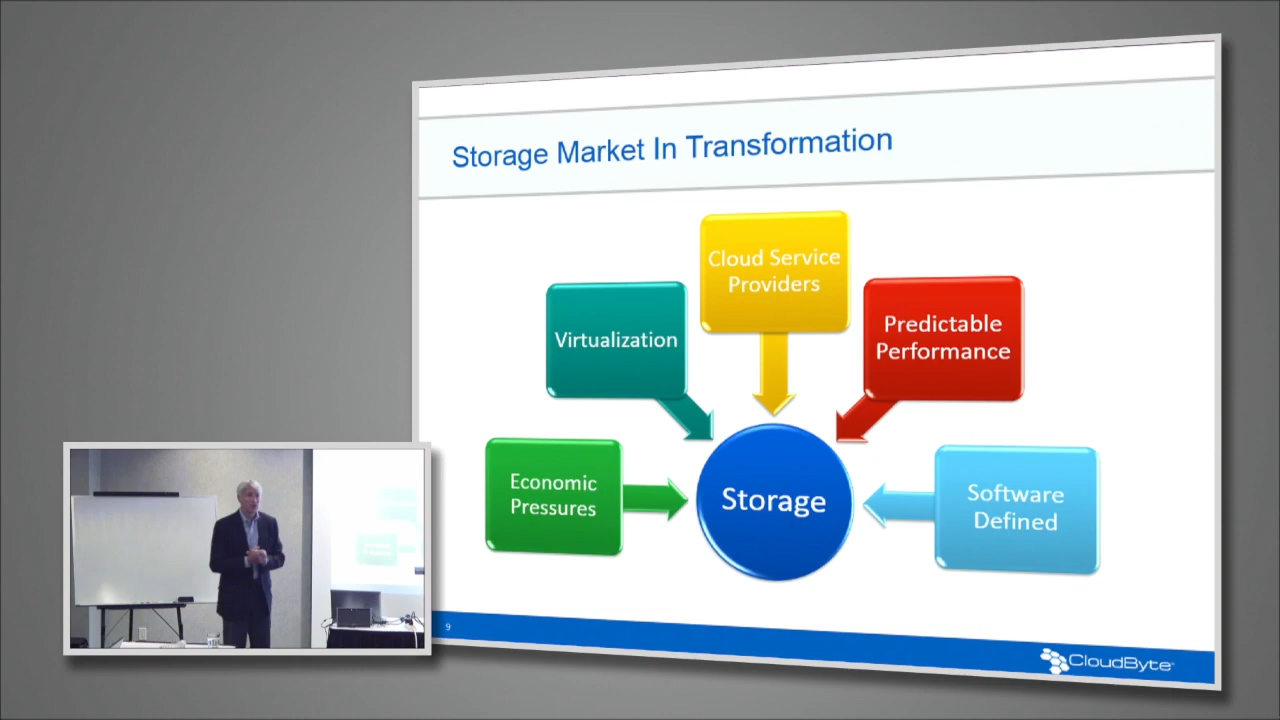 Storage Market In Transformation
Cloud Service
Providers
Virtualization
Predictable
Performance
Economic
Pressures
Storage
Software
Defined
9
CloudByte